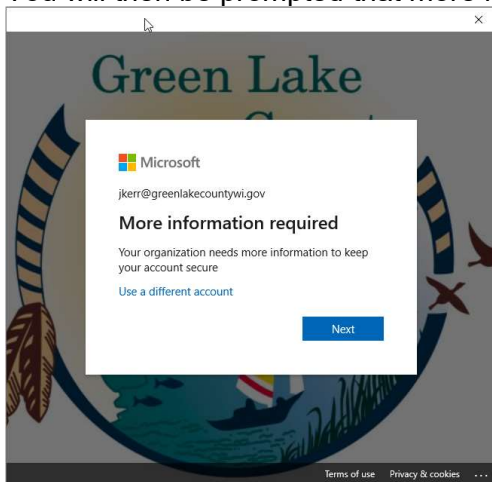 You will then be prompted that more
Green Lake
Microsoft
jkerr@greenlakecountywi.gov
More information required
Your organization needs more information to keep
your account secure
Use a different account
Next
Terms of use Privacy & cookies ...